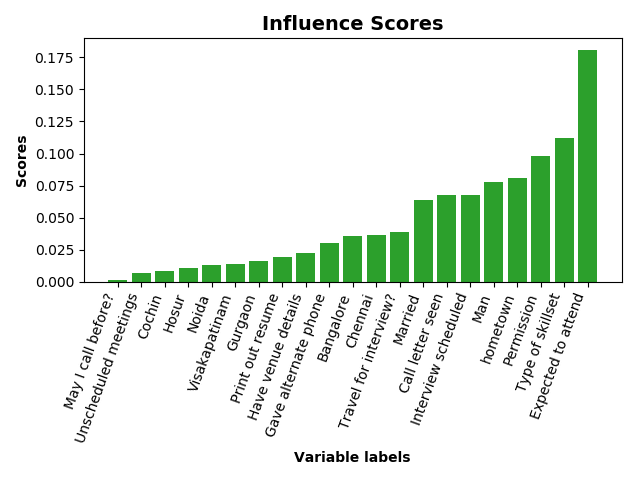 Influence Scores
Scores
0.175
0.150
0.125
0.100
0.075
0.050
0.025
0.000
May I call before?
Unscheduled meetings
Cochin
Hosur
Noida
Visakapatinam
Gurgaon
Print out resume
Have venue details
Gave alternate phone
Bangalore
Chennai
Travel for interview?
Married
Call letter seen
Interview scheduled
Man
hometown
Permission
Type of skillset
Expected to attend
Variable labels